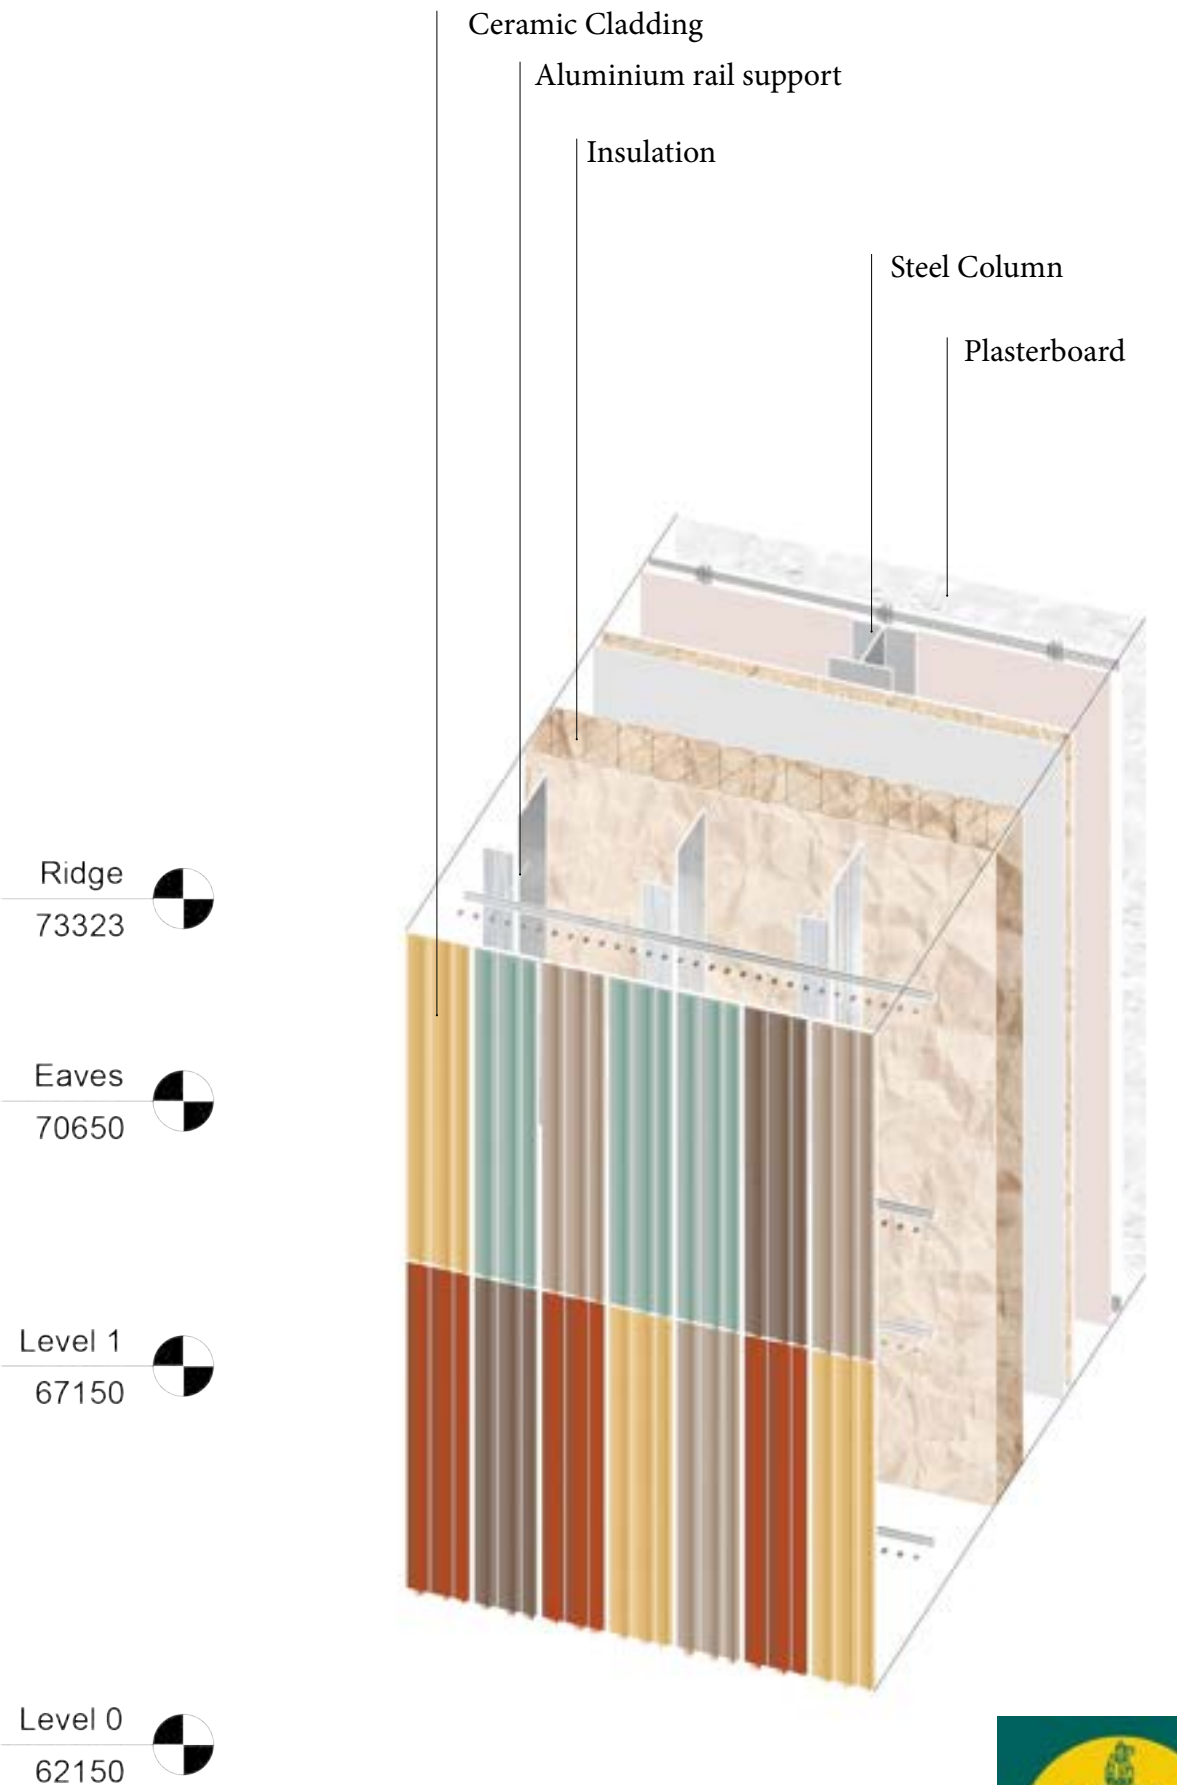 Ceramic Cladding
Aluminium rail support
Insulation
Steel Column
Plasterboard
Ridge
73323
Eaves
70650
Level 1
67150
Level 0
62150